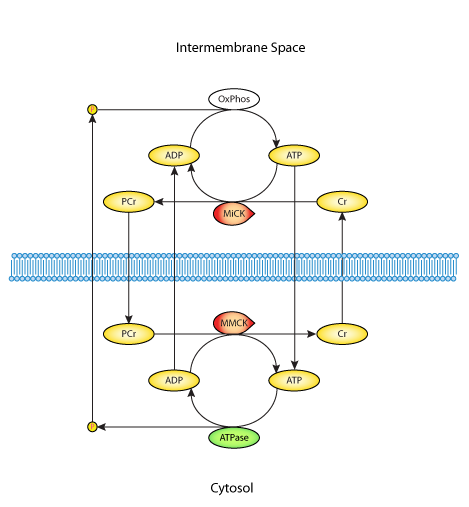 Intermembrane Space
P
OxPhos
ADP
ATP
PCr
MiCK
Cr
PCr
MMCK
Cr
ADP
ATP
P
ATPase
Cytosol